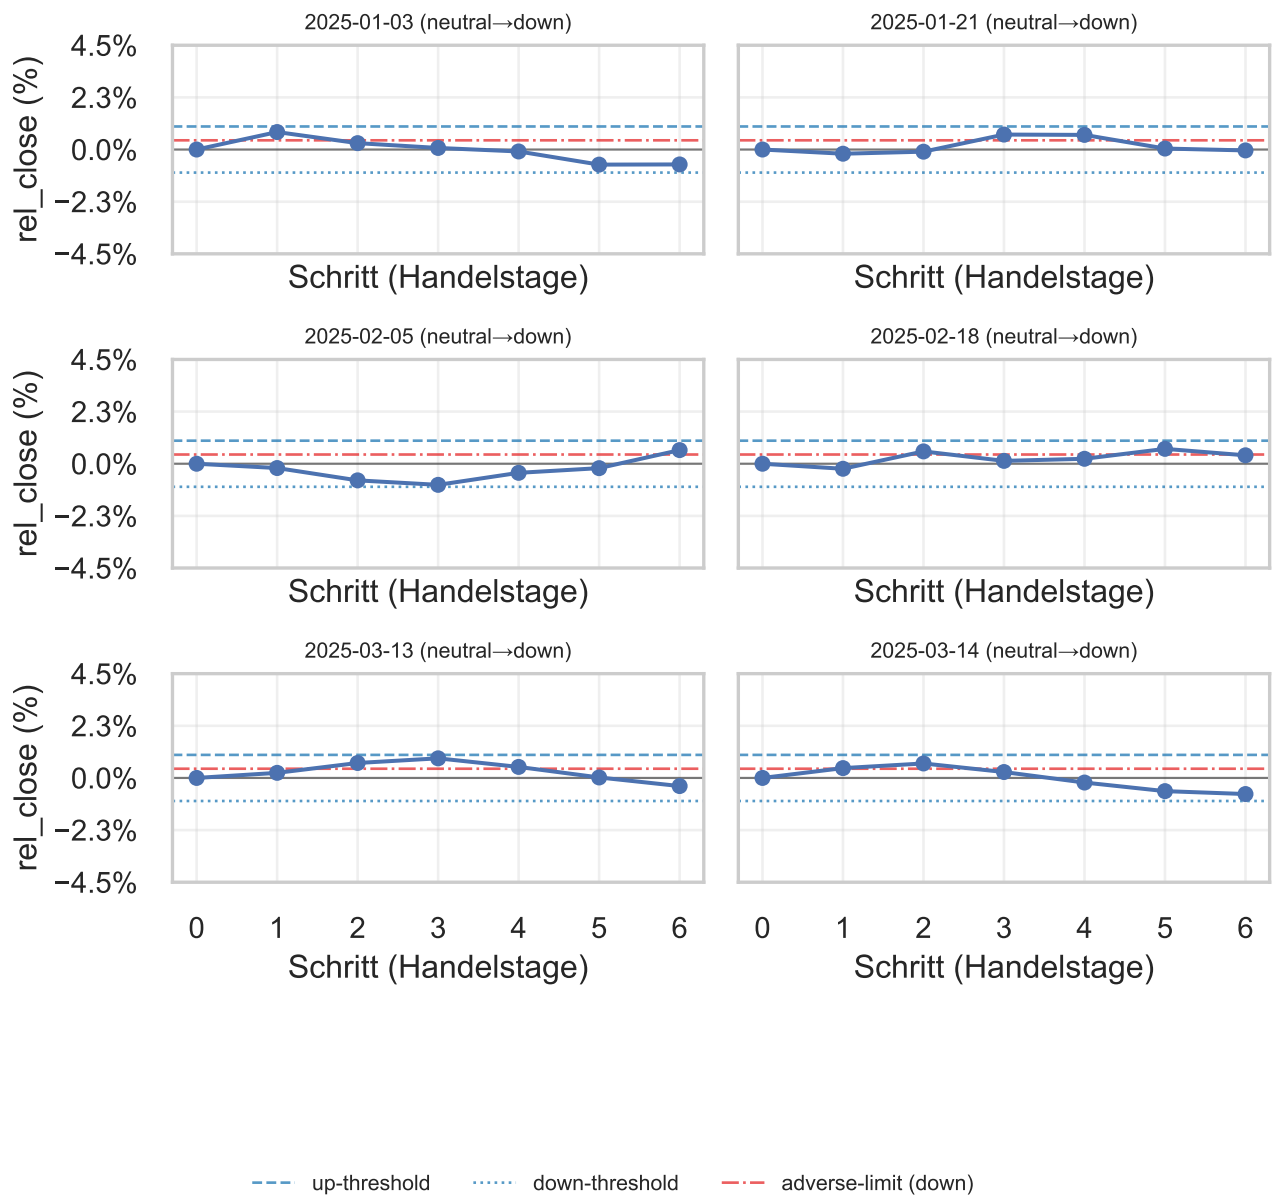 2025-01-03 (neutral→down)
2025-01-21 (neutral→down)
4.5%
2.3%
0.0%
−2.3%
−4.5%
rel_close (%)
Schritt (Handelstage)
Schritt (Handelstage)
2025-02-05 (neutral→down)
2025-02-18 (neutral→down)
4.5%
2.3%
0.0%
−2.3%
−4.5%
rel_close (%)
Schritt (Handelstage)
Schritt (Handelstage)
2025-03-13 (neutral→down)
2025-03-14 (neutral→down)
4.5%
2.3%
0.0%
−2.3%
−4.5%
rel_close (%)
0 1 2 3 4 5 6
0 1 2 3 4 5 6
Schritt (Handelstage)
Schritt (Handelstage)
up-threshold
down-threshold
adverse-limit (down)